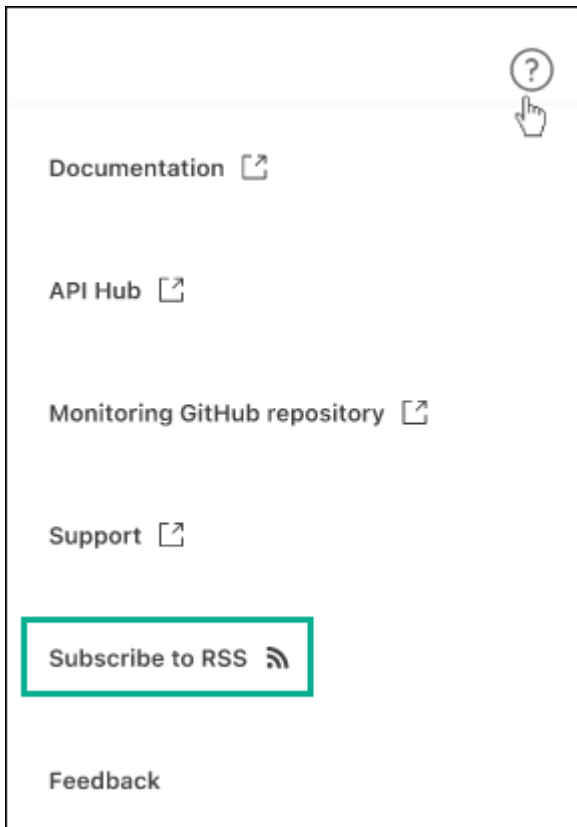 ?
Documentation
API Hub
Monitoring GitHub repository
Support
Subscribe to RSS
Feedback